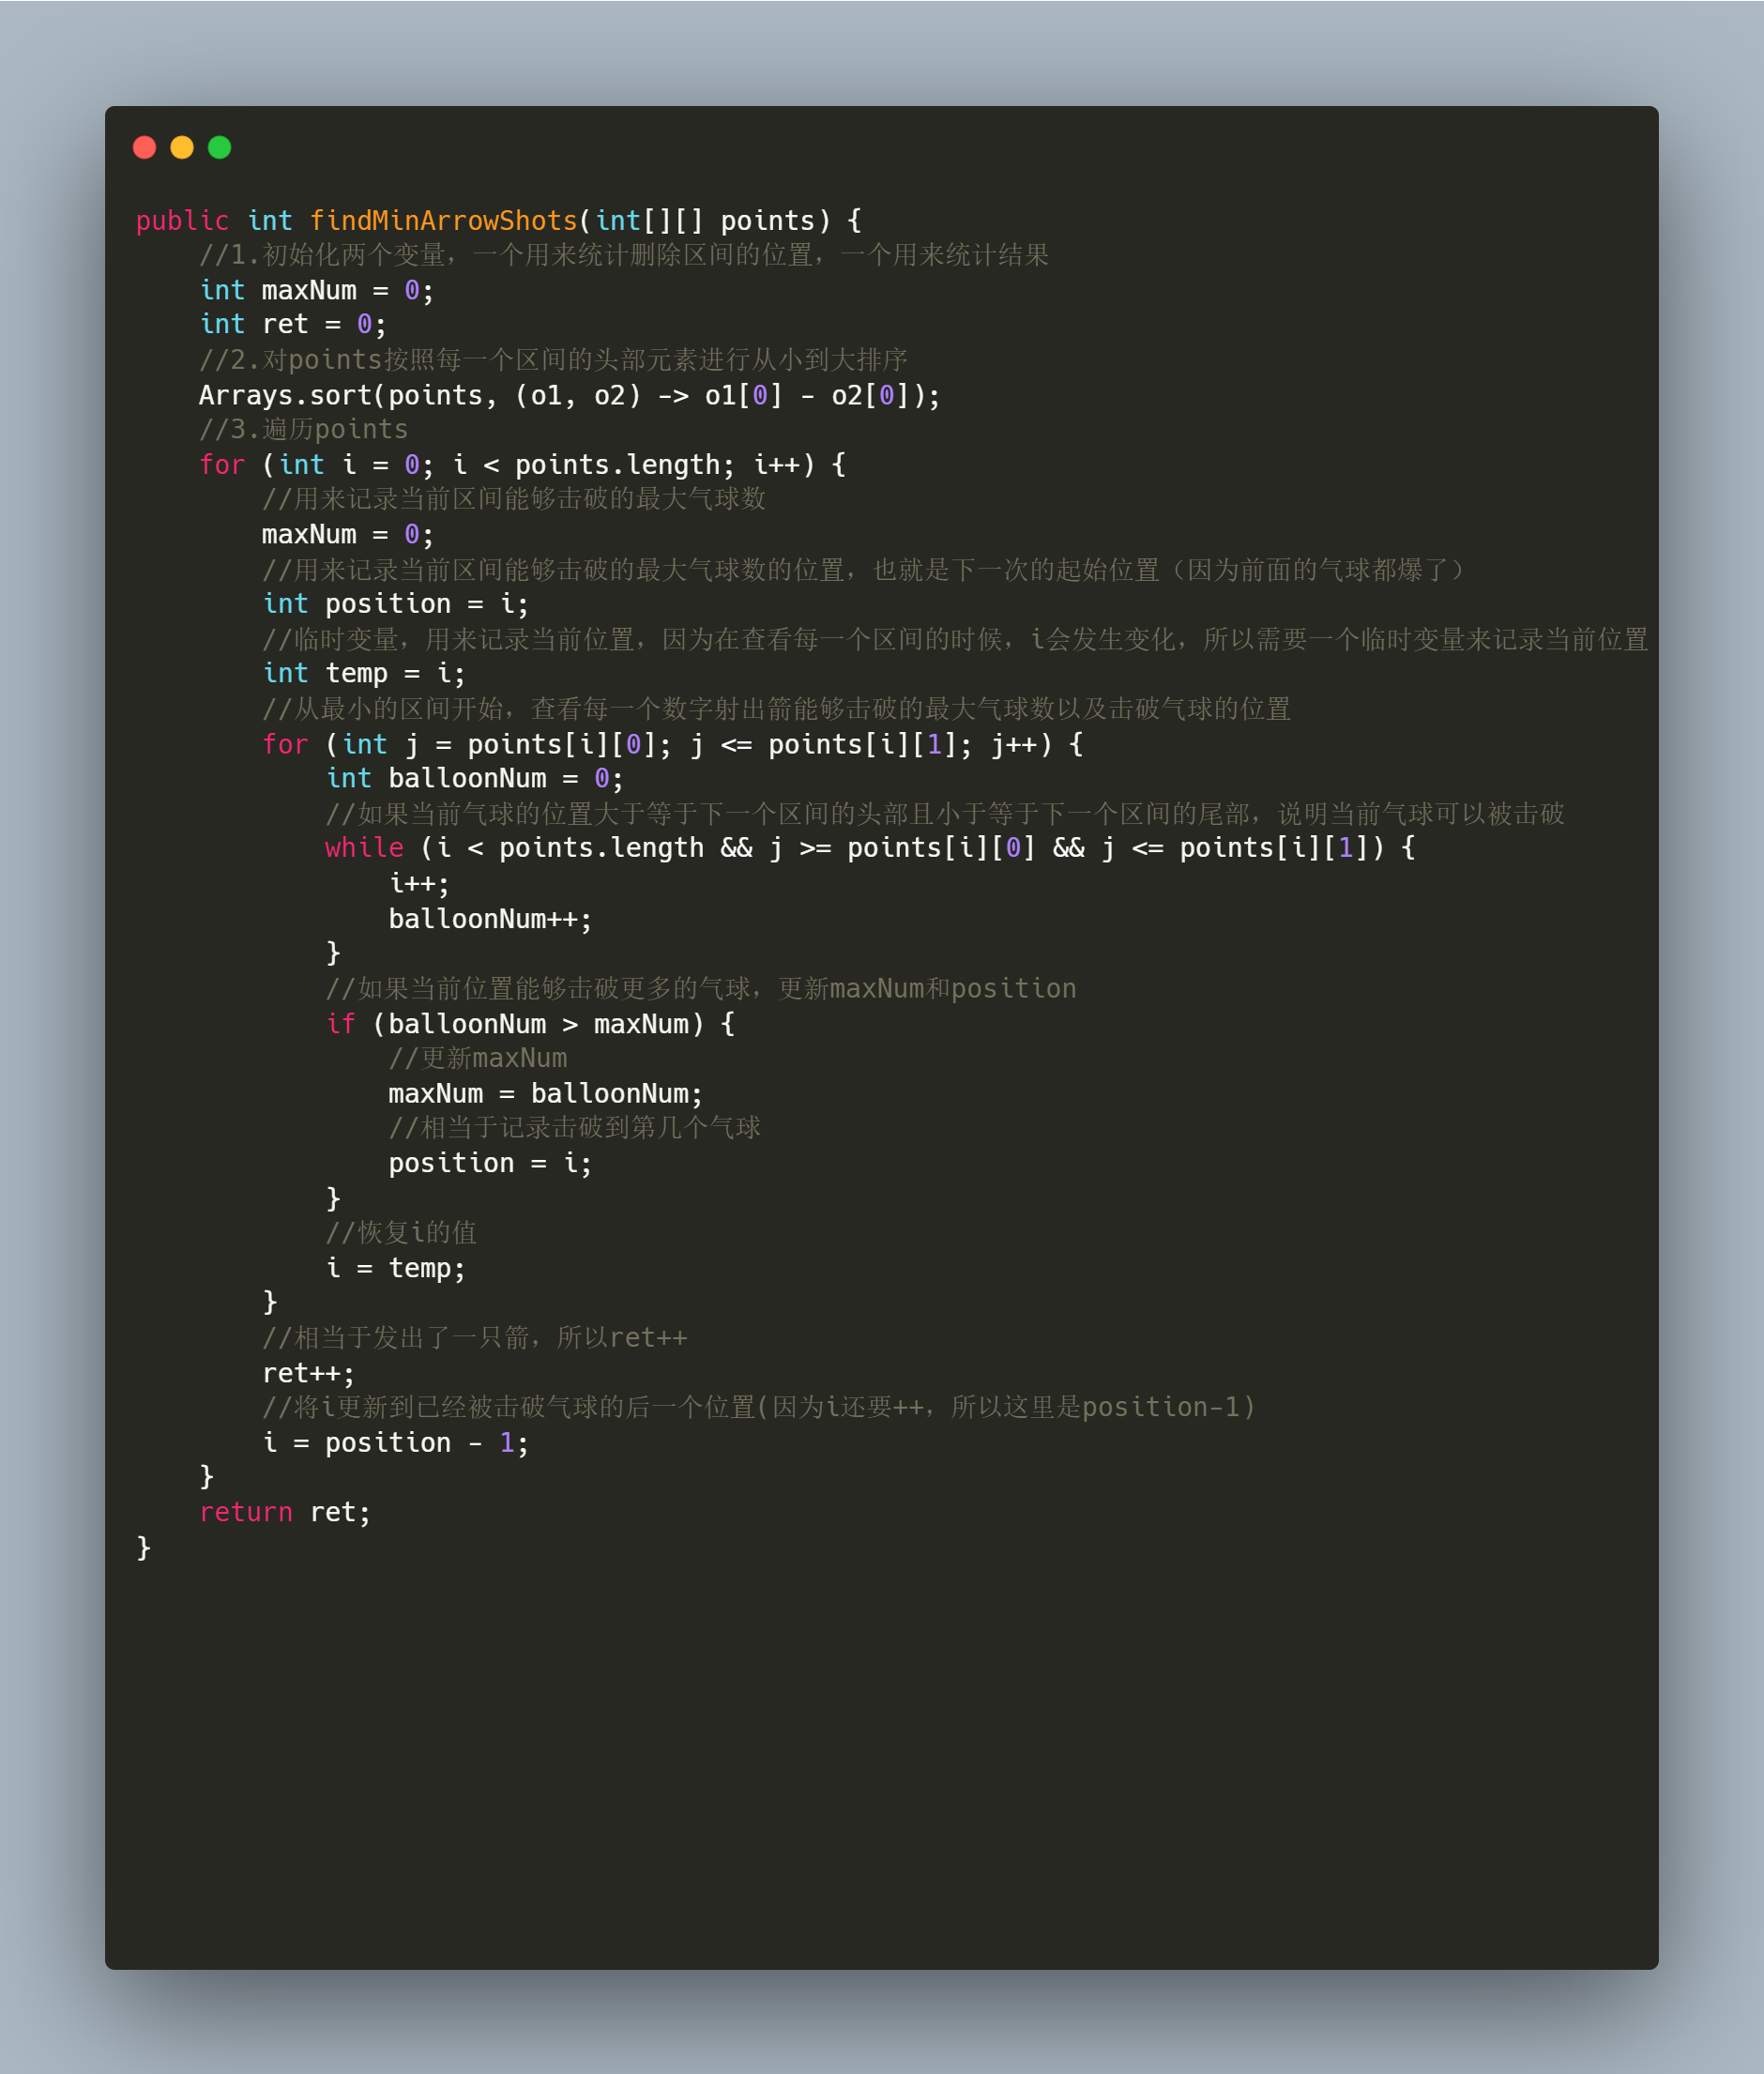 public int findMinArrowShots(int[][] points) {
    //1.初始化两个变量，一个用来统计删除区间的位置，一个用来统计结果
    int maxNum = 0;
    int ret = 0;
    //2.对points按照每一个区间的头部元素进行从小到大排序
    Arrays.sort(points, (o1, o2) -> o1[0] - o2[0]);
    //3.遍历points
    for (int i = 0; i < points.length; i++) {
        //用来记录当前区间能够击破的最大气球数
        maxNum = 0;
        //用来记录当前区间能够击破的最大气球数的位置，也就是下一次的起始位置（因为前面的气球都爆了）
        int position = i;
        //临时变量，用来记录当前位置，因为在查看每一个区间的时候，i会发生变化，所以需要一个临时变量来记录当前位置
        int temp = i;
        //从最小的区间开始，查看每一个数字射出箭能够击破的最大气球数以及击破气球的位置
        for (int j = points[i][0]; j <= points[i][1]; j++) {
            int balloonNum = 0;
            //如果当前气球的位置大于等于下一个区间的头部且小于等于下一个区间的尾部，说明当前气球可以被击破
            while (i < points.length && j >= points[i][0] && j <= points[i][1]) {
                i++;
                balloonNum++;
            }
            //如果当前位置能够击破更多的气球，更新maxNum和position
            if (balloonNum > maxNum) {
                //更新maxNum
                maxNum = balloonNum;
                //相当于记录击破到第几个气球
                position = i;
            }
            //恢复i的值
            i = temp;
        }
        //相当于发出了一只箭，所以ret++
        ret++;
        //将i更新到已经被击破气球的后一个位置(因为i还要++，所以这里是position-1)
        i = position - 1;
    }
    return ret;
}